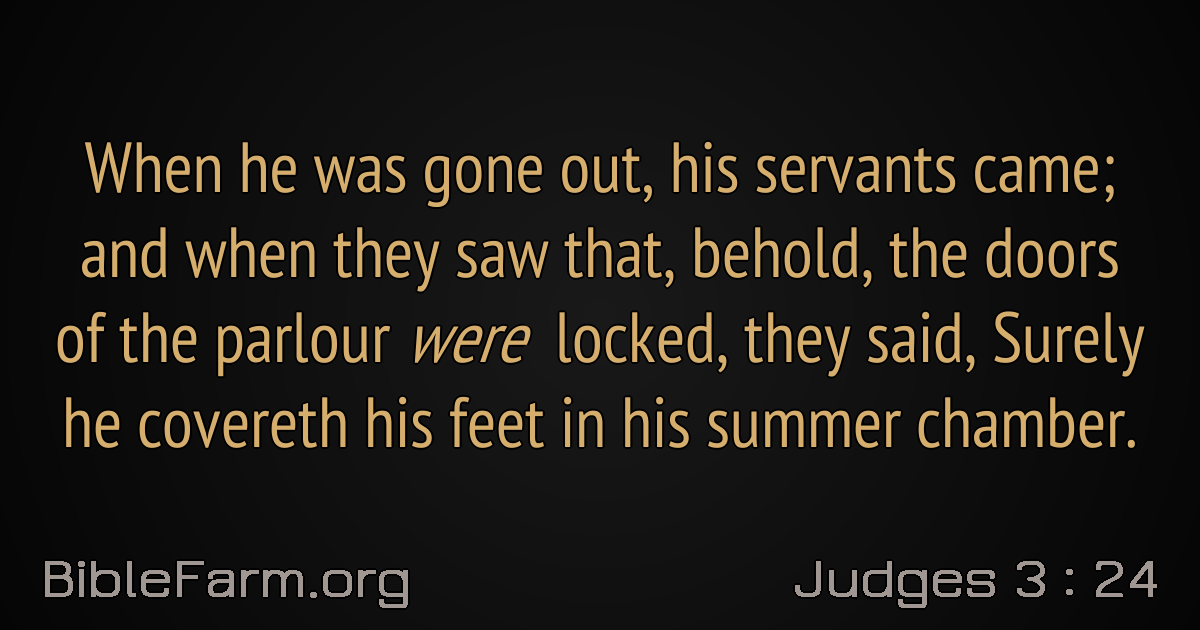 When he was gone out, his servants came;
and when they saw that, behold, the doors
of the parlour were locked, they said, Surely
he covereth his feet in his summer chamber.
BibleFarm.org
Judges 3 : 24